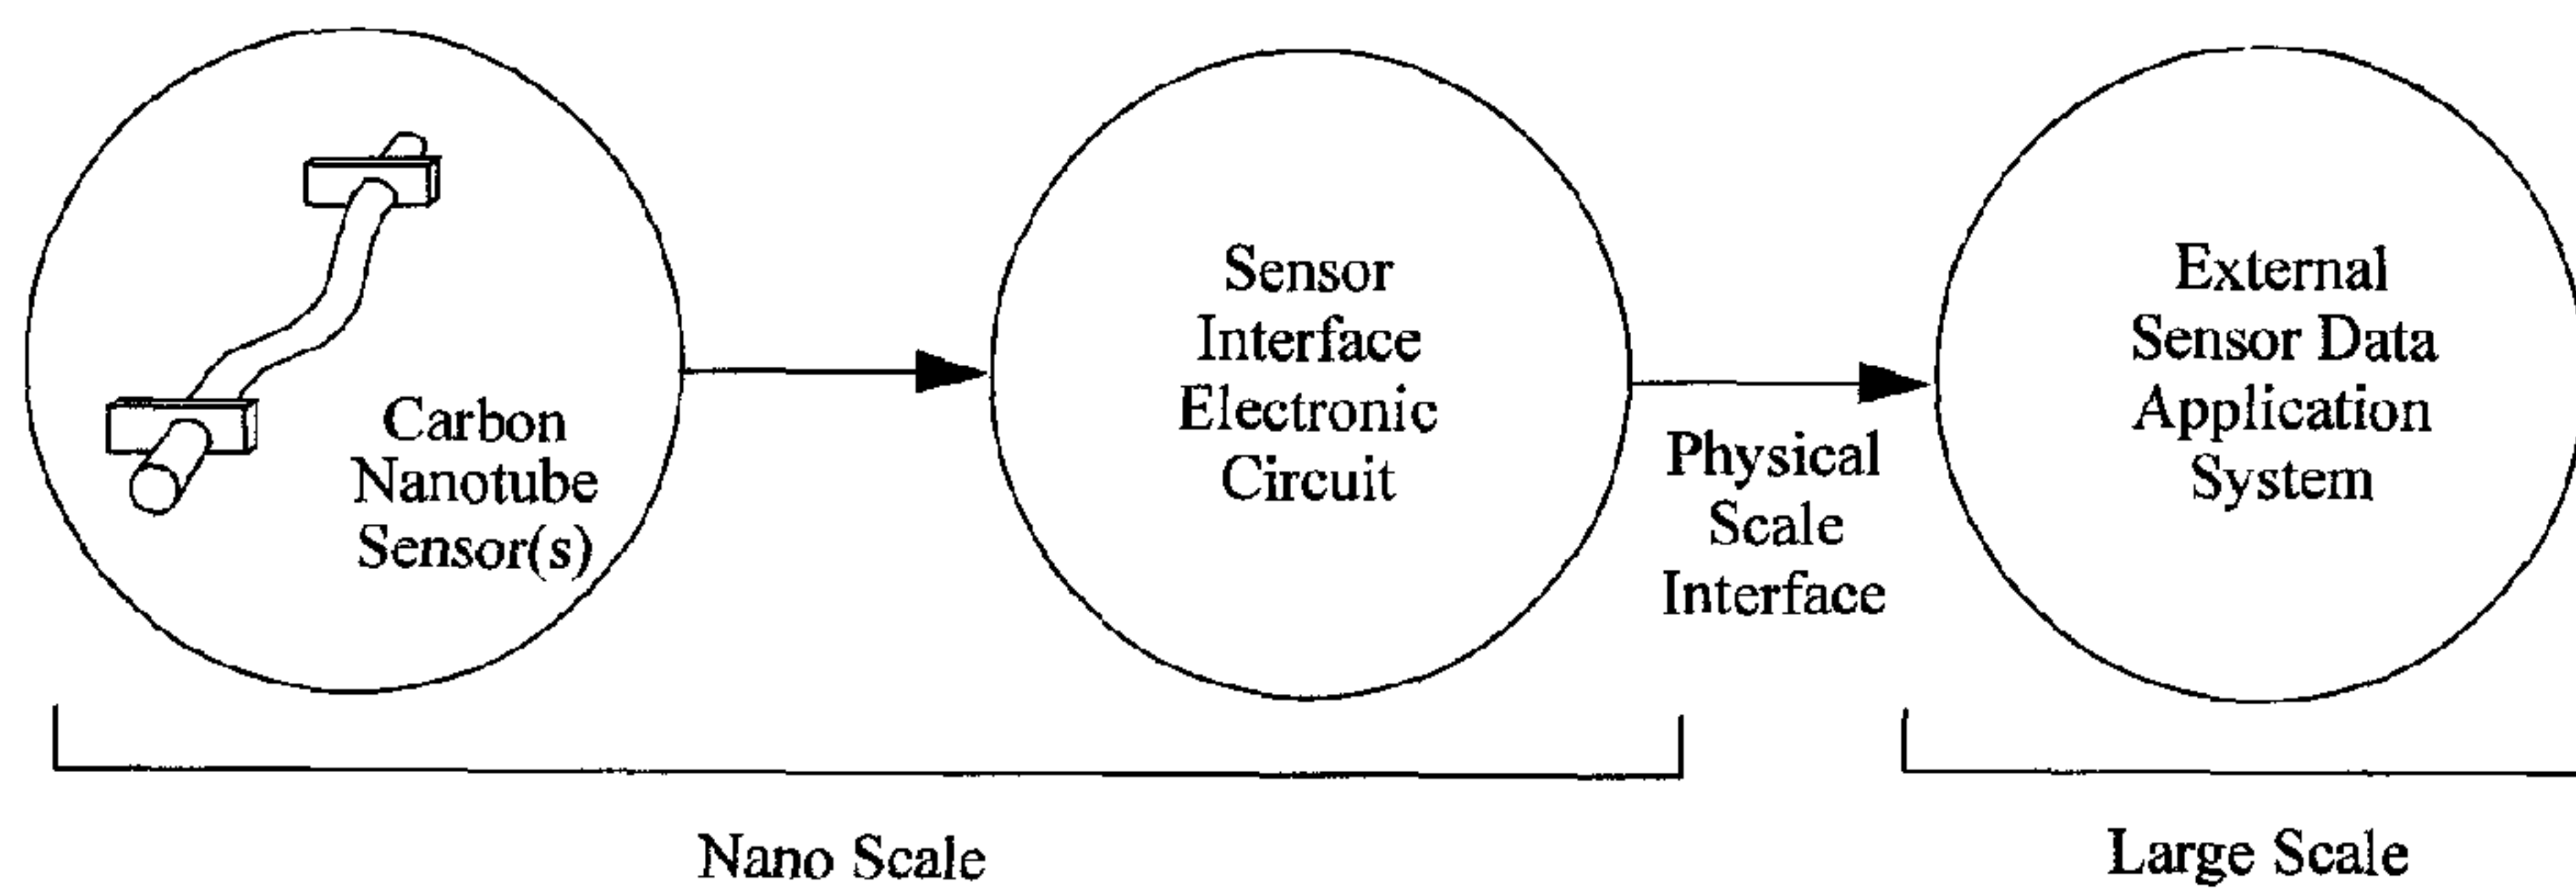 Carbon
Nanotube
Sensor(s)
Sensor
Interface
Electronic
Circuit
Physical
Scale
Interface
External
Sensor Data
Application
System
Nano Scale
Large Scale